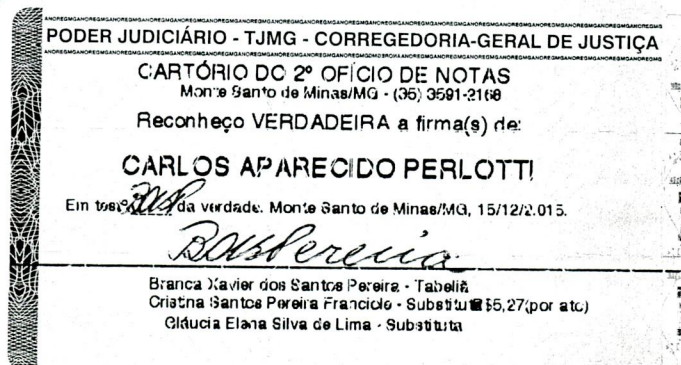 PODER JUDICIÁRIO - TJMG - CORREGEDORIA-GERAL DE JUSTIÇA
CARTÓRIO DO 2º OFÍCIO DE NOTAS
Monte Santo de Minas/MG - (35) 3591-2168
Reconheço VERDADEIRA a firma(s) de:
CARLOS APARECIDO PERLOTTI
Em testº da verdade. Monte Santo de Minas/MG, 15/12/2.015.
BXSPereira
Branca Xavier dos Santos Pereira - Tabeliã
Cristina Santos Pereira Franciole - Substituta $5,27(por ato)
Gláucia Elana Silva de Lima - Substituta